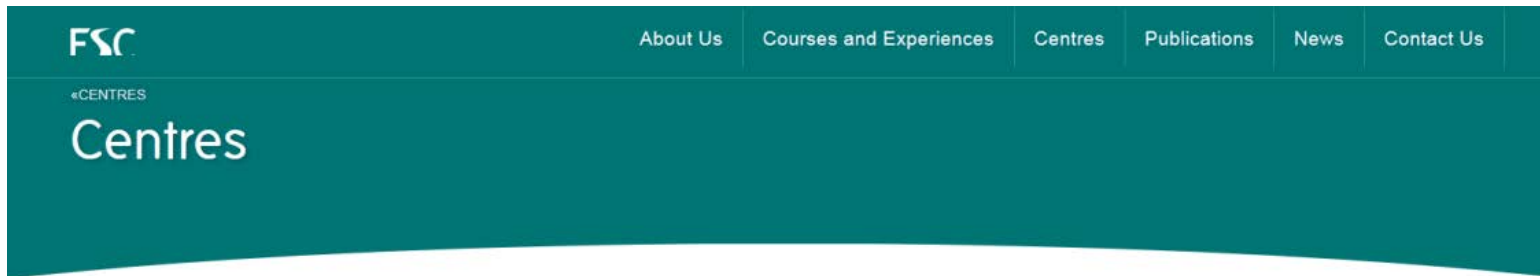 FSC
About Us
Courses and Experiences
Centres
Publications
News
Contact Us
«CENTRES
Centres